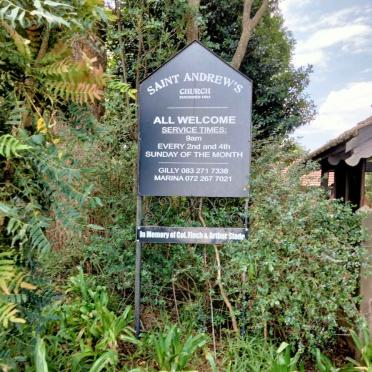 SAINT ANDREW'S
CHURCH
ALL WELCOME
SERVICE TIMES:
9am
EVERY 2nd and 4th
SUNDAY OF THE MONTH
GILLY 083 271 7338
MARINA 072 267 7021
In Memory of Col. Finch & Arthur Slade